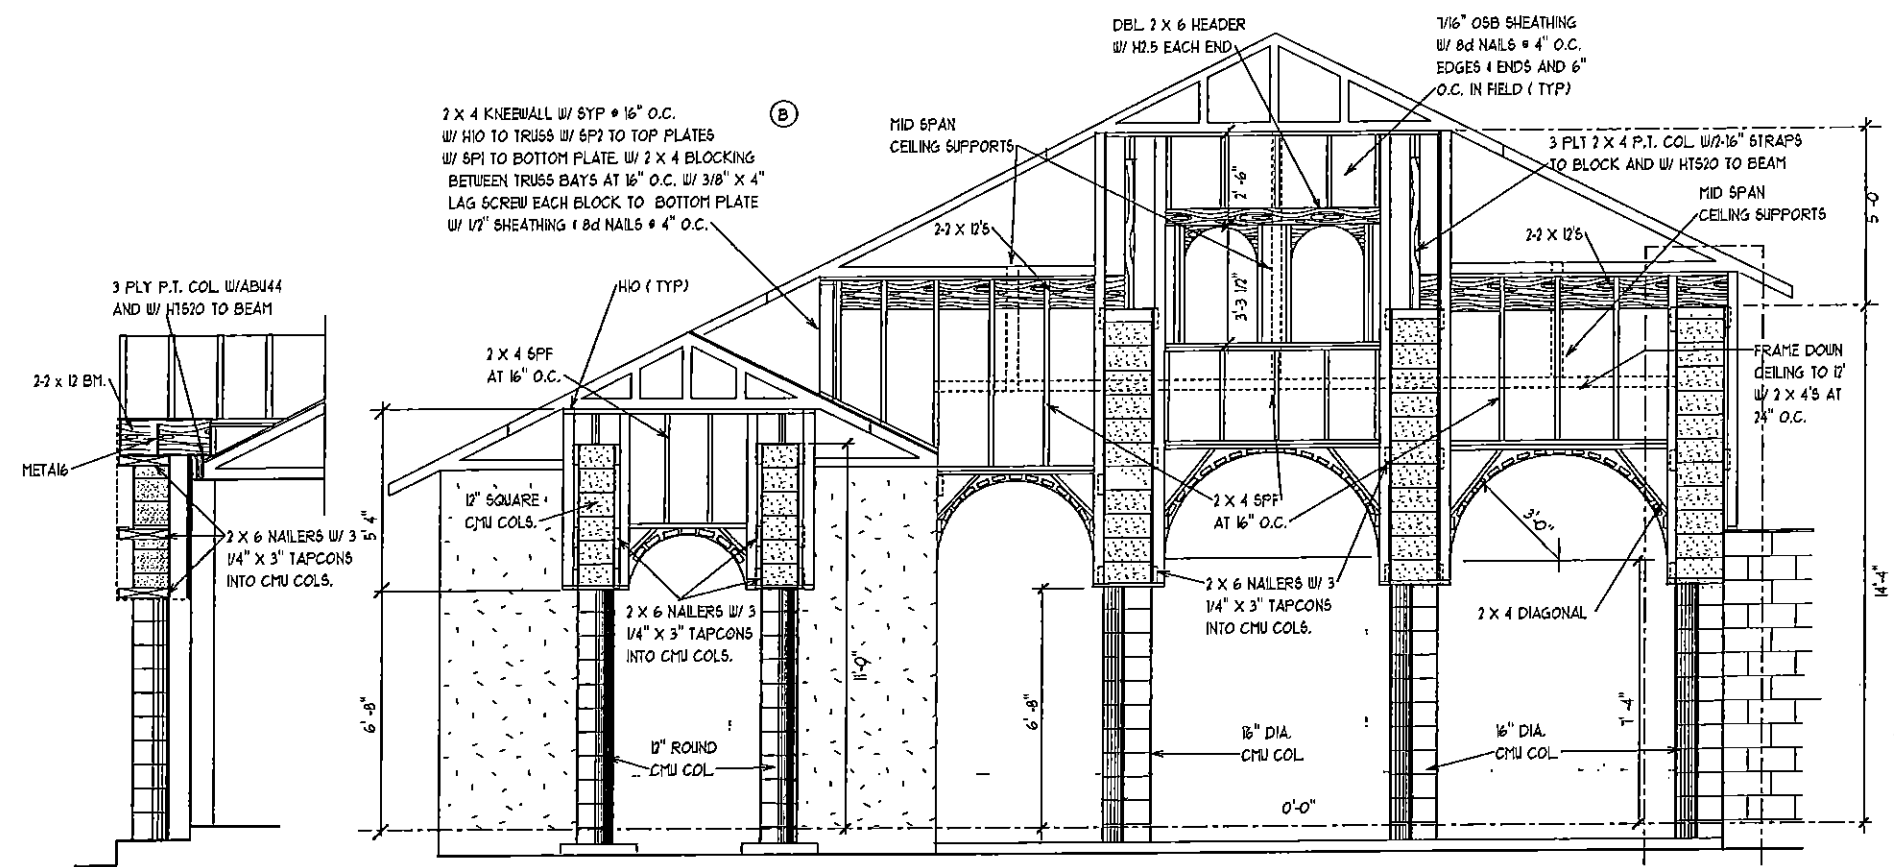 DBL 2 X 6 HEADER
W/ H2.5 EACH END
7/16" OSB SHEATHING
W/ 8d NAILS @ 4" O.C.
EDGES & ENDS AND 6"
O.C. IN FIELD ( TYP )
2 X 4 KNEEWALL W/ SYP @ 16" O.C.
W/ H10 TO TRUSS W/ SP2 TO TOP PLATES
W/ SP1 TO BOTTOM PLATE W/ 2 X 4 BLOCKING
BETWEEN TRUSS BAYS AT 16" O.C. W/ 3/8" X 4"
LAG SCREW EACH BLOCK TO BOTTOM PLATE
W/ 1/2" SHEATHING & 8d NAILS @ 4" O.C.
B
MID SPAN
CEILING SUPPORTS
3 PLT 2 X 4 P.T. COL W/2-16" STRAPS
TO BLOCK AND W/ HTS20 TO BEAM
MID SPAN
CEILING SUPPORTS
2'-6"
5'-0"
2-2 X 12'S
2-2 X 12'S
3 PLY P.T. COL W/ABU44
AND W/ HTS20 TO BEAM
H10 ( TYP )
3'-3 1/2"
2 X 4 SPF
AT 16" O.C.
FRAME DOWN
CEILING TO 12'
W/ 2 X 4'S AT
24" O.C.
2-2 x 12 BM.
META16
12" SQUARE
CMU COLS.
2 X 4 SPF
AT 16" O.C.
3'-0"
5'-4"
2 X 6 NAILERS W/ 3
1/4" X 3" TAPCONS
INTO CMU COLS.
2 X 6 NAILERS W/ 3
1/4" X 3" TAPCONS
INTO CMU COLS.
2 X 6 NAILERS W/ 3
1/4" X 3" TAPCONS
INTO CMU COLS.
2 X 4 DIAGONAL
14'-4"
11'-0"
6'-8"
6'-8"
7'-4"
12" ROUND
CMU COL
16" DIA.
CMU COL
16" DIA.
CMU COL
0'-0"